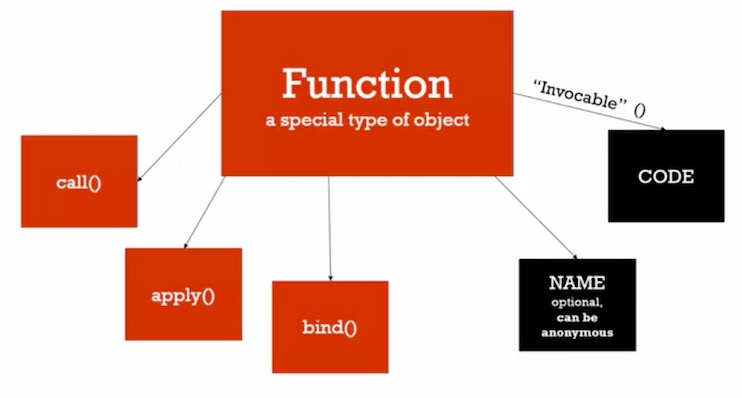 Function
a special type of object
“Invocable” ()
call()
CODE
apply()
bind()
NAME
optional,
can be
anonymous